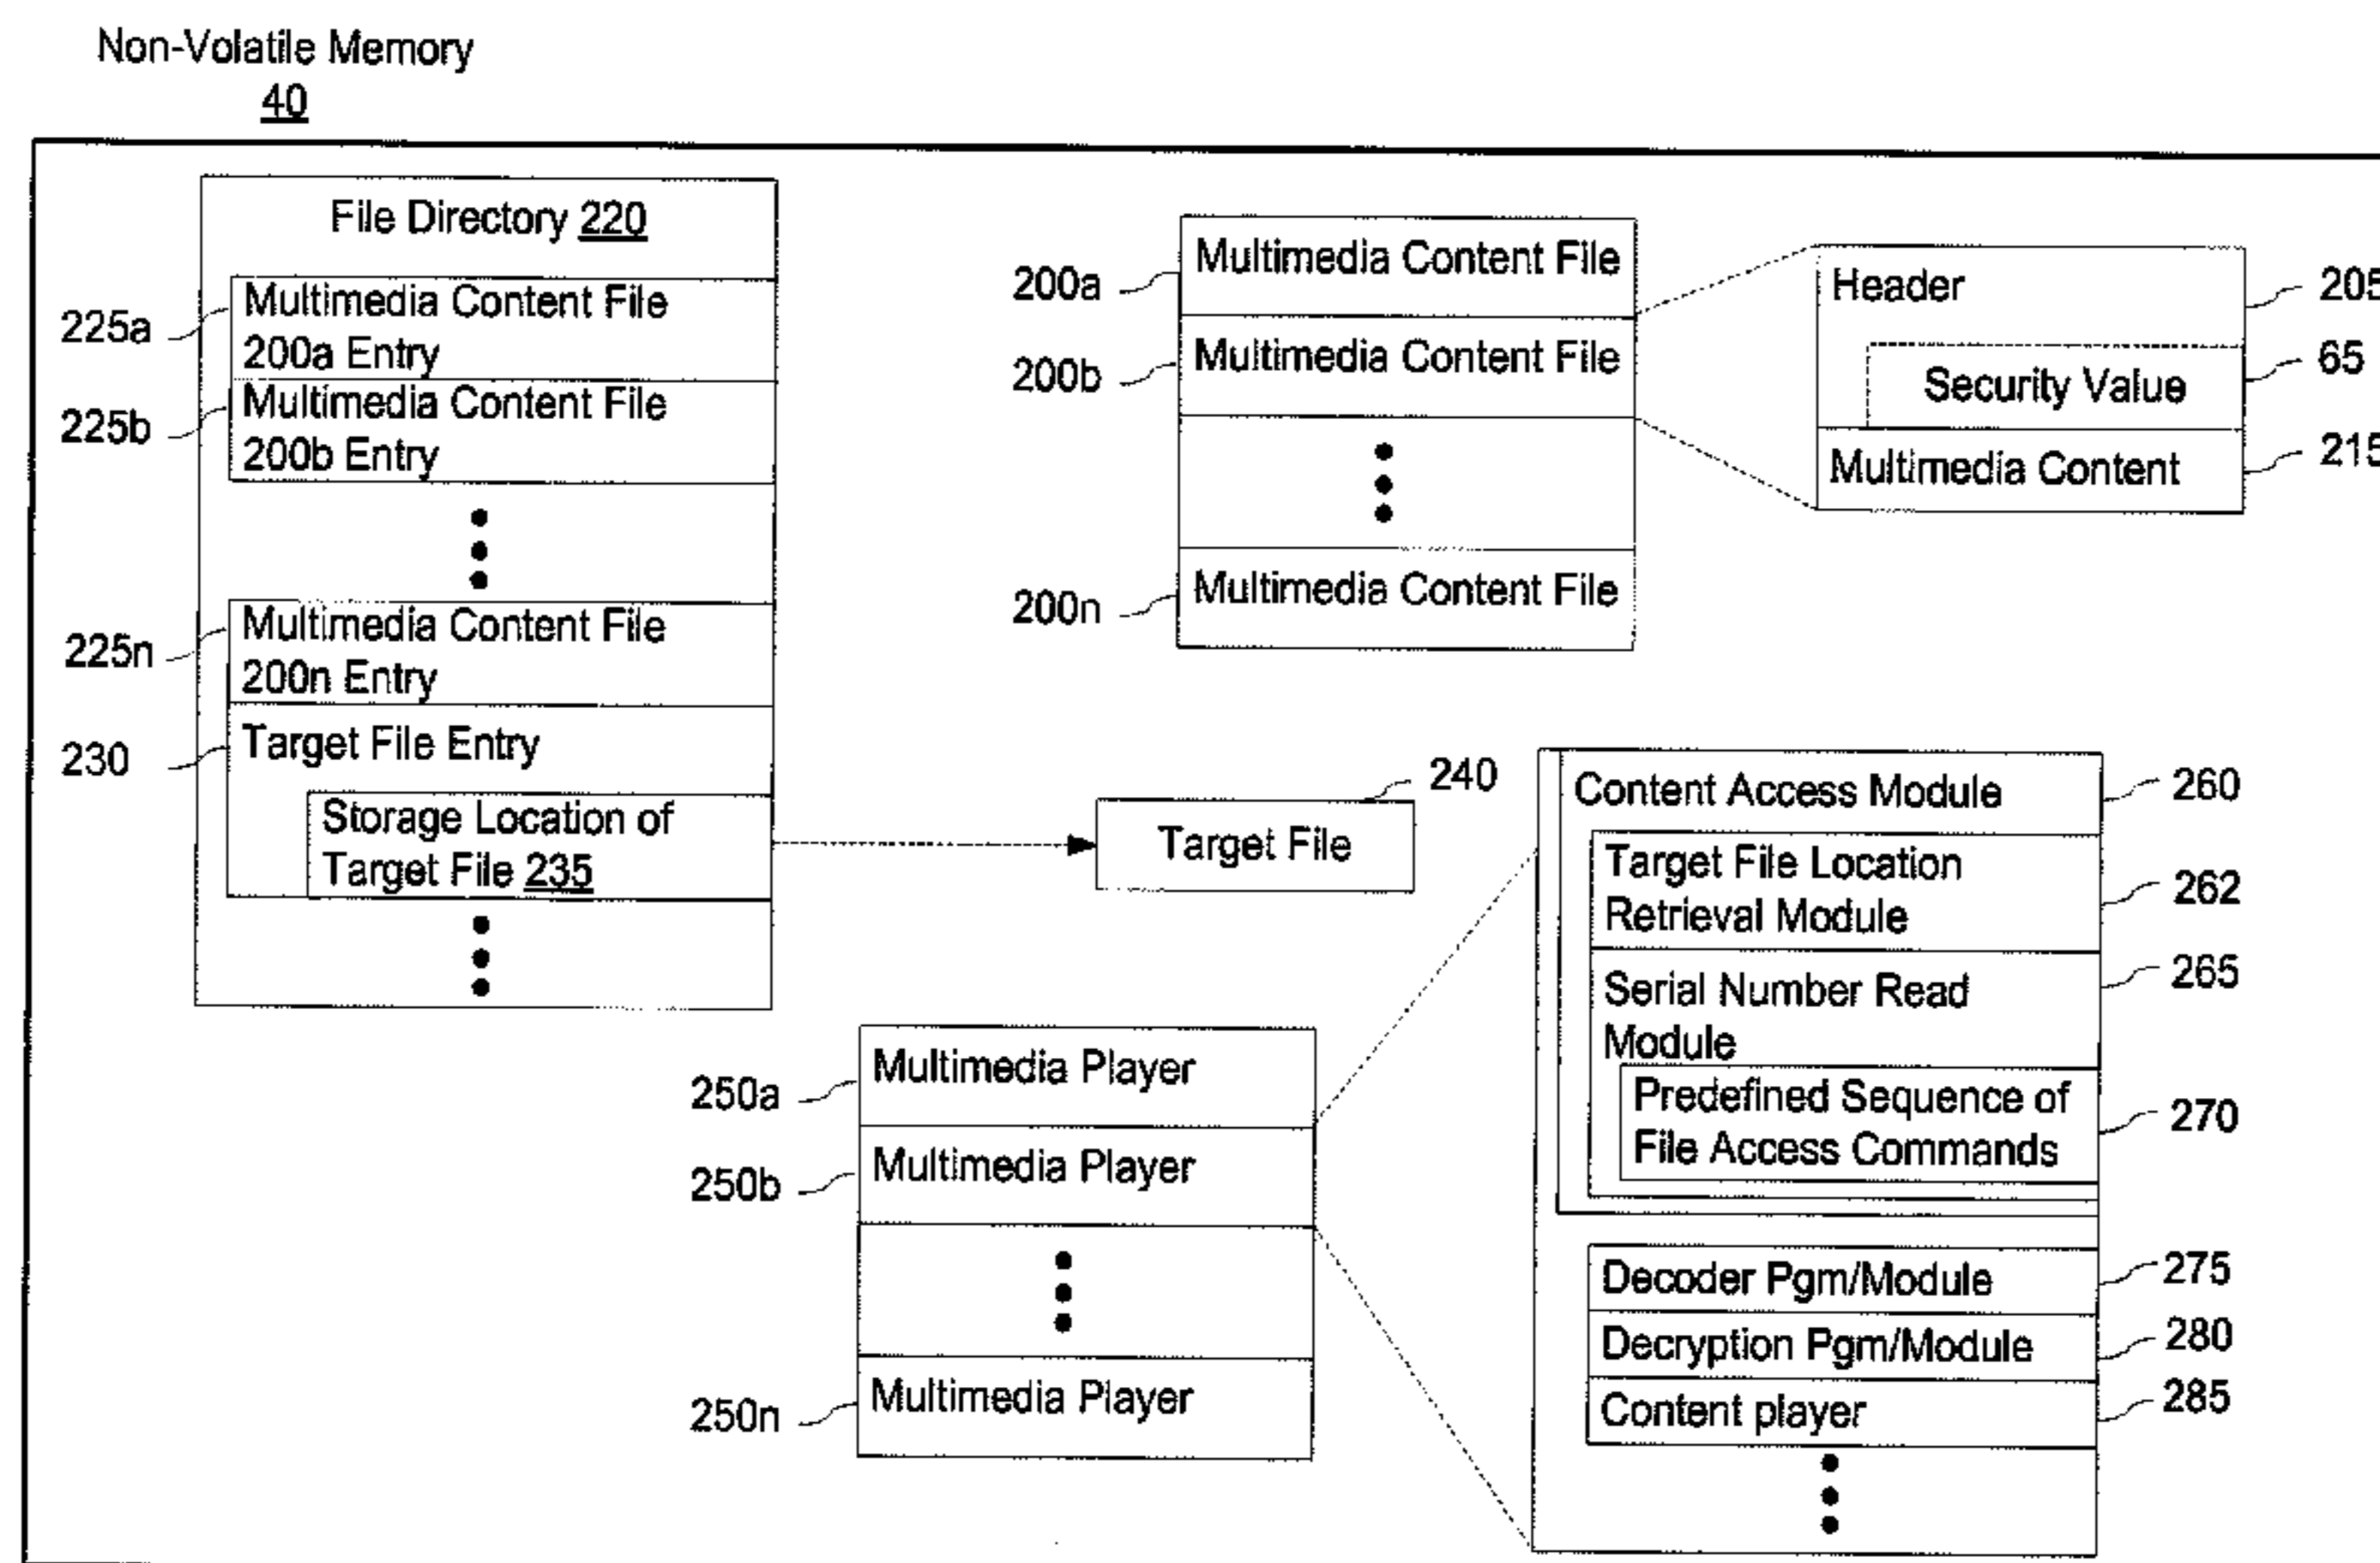 Non-Volatile Memory
40
File Directory 220
225a
Multimedia Content File
200a Entry
225b
Multimedia Content File
200b Entry
225n
Multimedia Content File
200n Entry
230
Target File Entry
Storage Location of
Target File 235
200a
Multimedia Content File
200b
Multimedia Content File
200n
Multimedia Content File
Header
205
Security Value
65
Multimedia Content
215
240
Target File
250a
Multimedia Player
250b
Multimedia Player
250n
Multimedia Player
Content Access Module
260
Target File Location
Retrieval Module
262
Serial Number Read
Module
265
Predefined Sequence of
File Access Commands
270
Decoder Pgm/Module
275
Decryption Pgm/Module
280
Content player
285